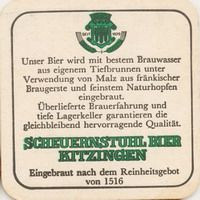 SEIT
Unser Bier wird mit bestem Brauwasser
aus eigenem Tiefbrunnen unter
Verwendung von Malz aus fränkischer
Braugerste und feinstem Naturhopfen
eingebraut.
Überlieferte Brauerfahrung und
tiefe Lagerkeller garantieren die
gleichbleibend hervorragende Qualität.
SCHEUERNSTUHL BIER
KITZINGEN
Eingebraut nach dem Reinheitsgebot
von 1516